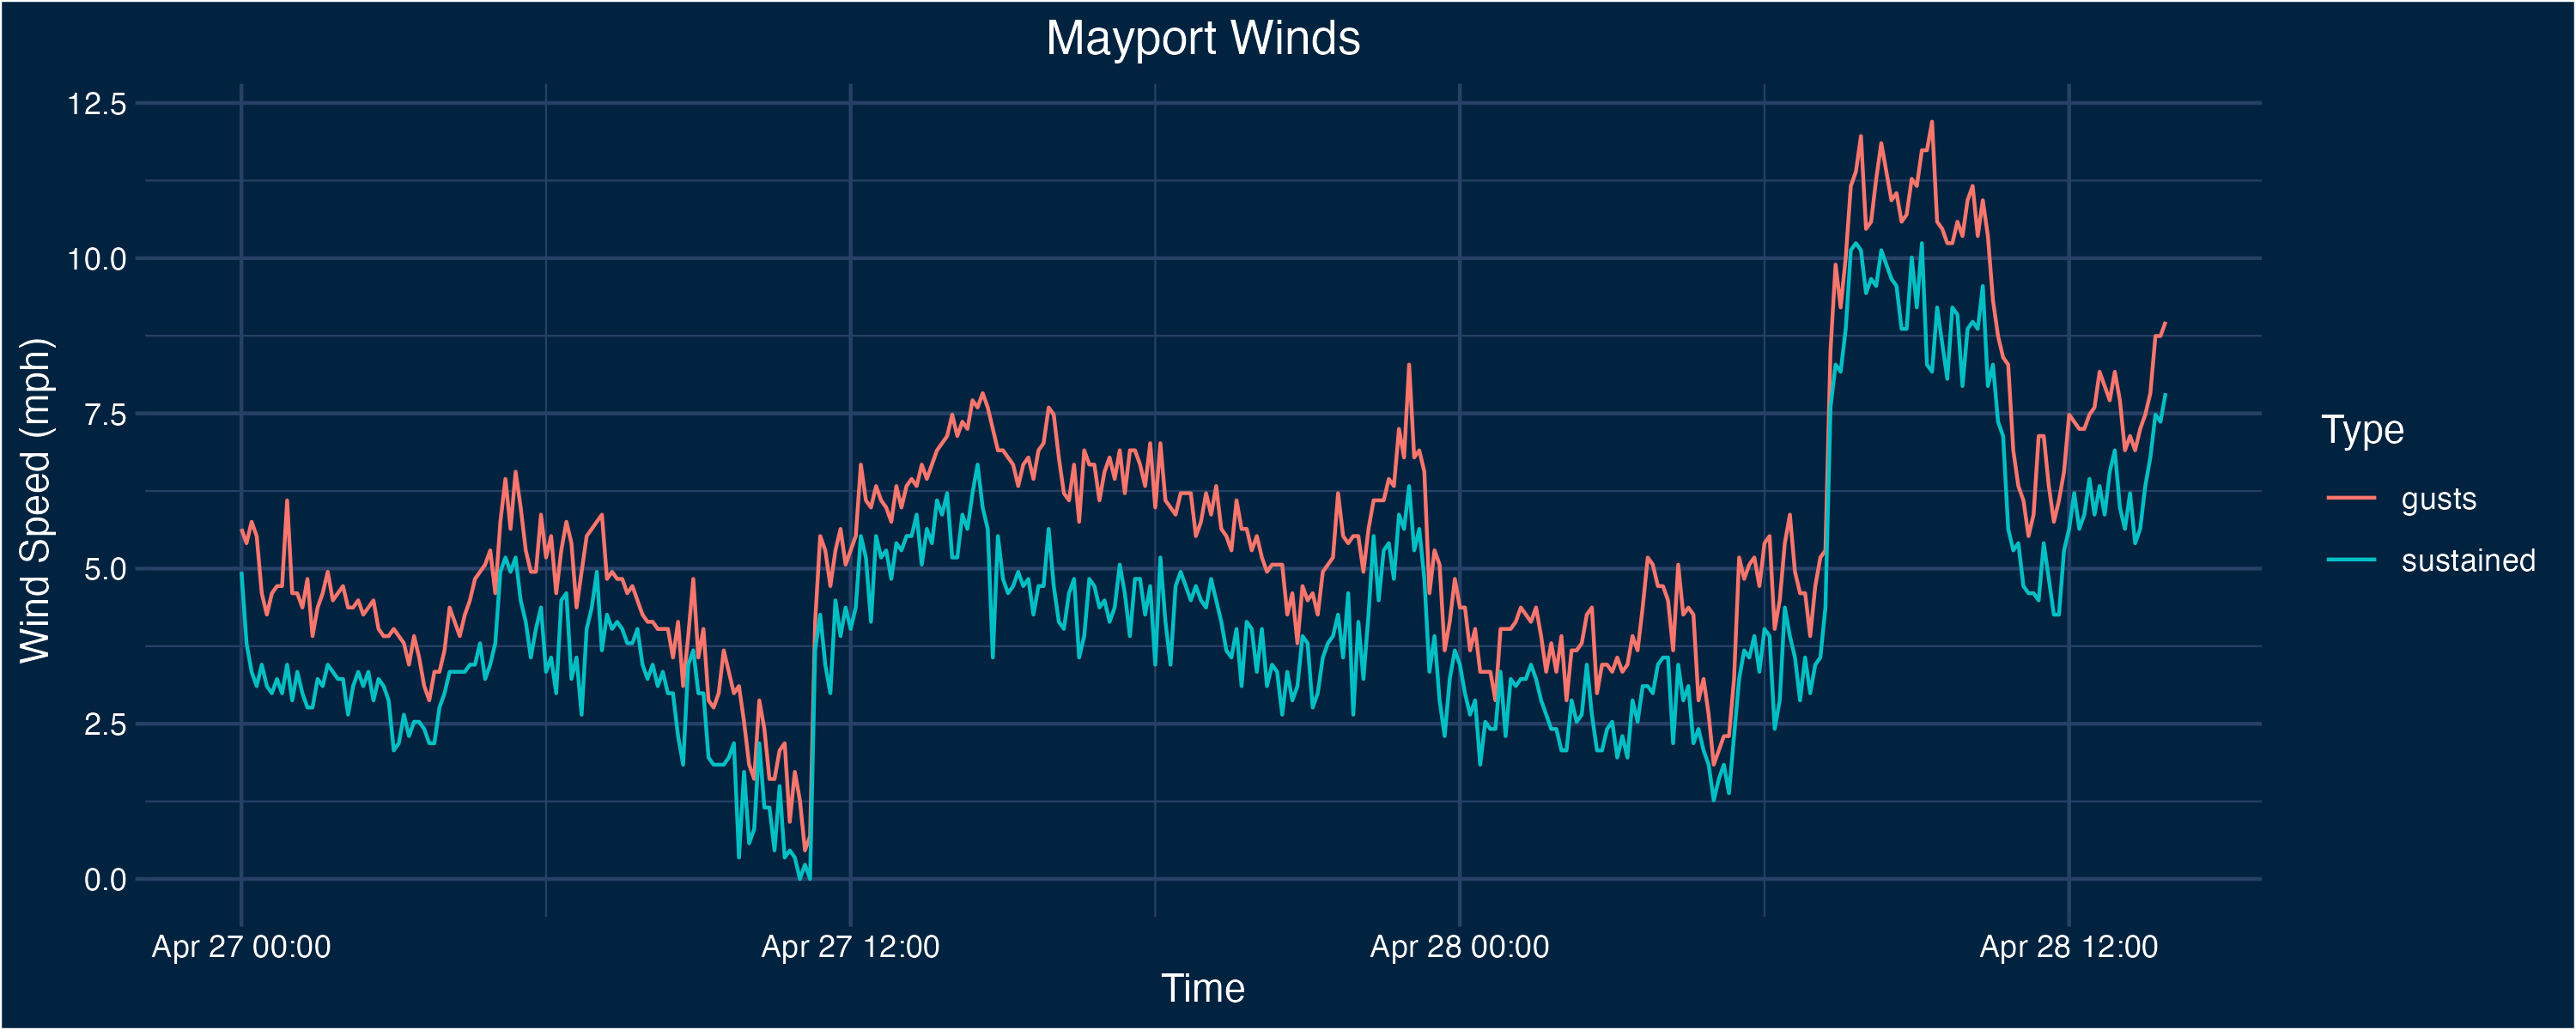 Mayport Winds
12.5
10.0
7.5
5.0
2.5
0.0
Wind Speed (mph)
Apr 27 00:00
Apr 27 12:00
Apr 28 00:00
Apr 28 12:00
Time
Type
gusts
sustained